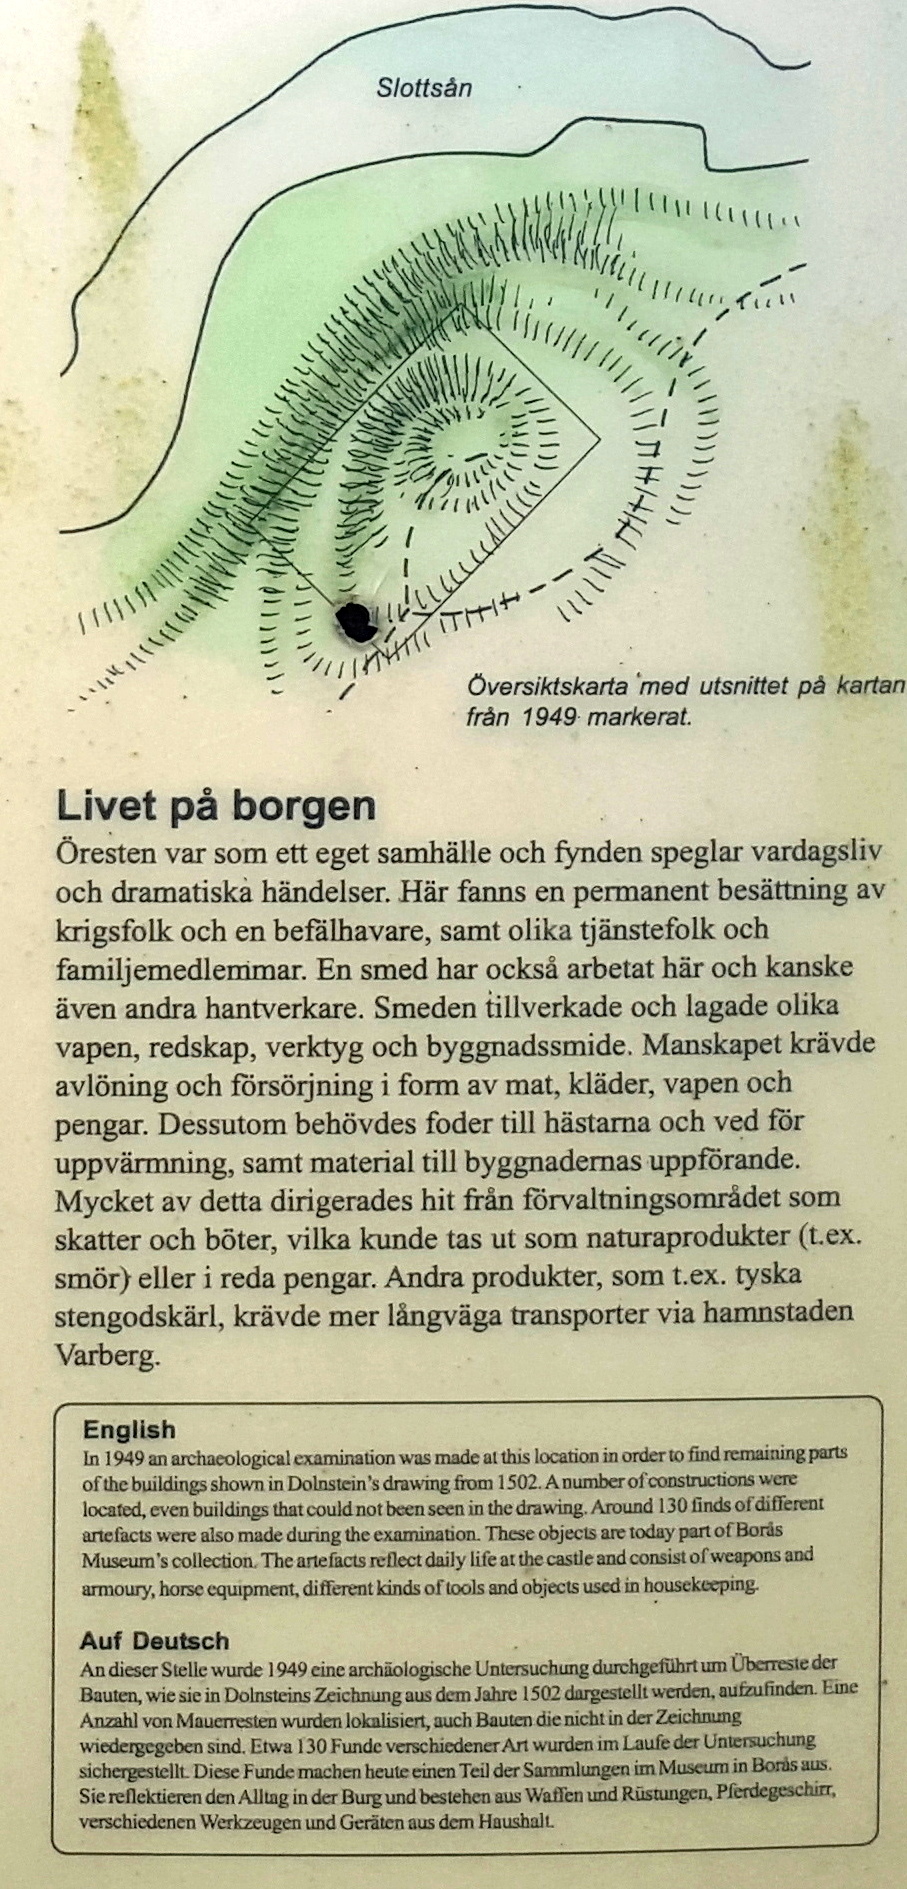 Slottsån
Översiktskarta med utsnittet på kartan
från 1949 markerat.
Livet på borgen
Öresten var som ett eget samhälle och fynden speglar vardagsliv
och dramatiska händelser. Här fanns en permanent besättning av
krigsfolk och en befälhavare, samt olika tjänstefolk och
familjemedlemmar. En smed har också arbetat här och kanske
även andra hantverkare. Smeden tillverkade och lagade olika
vapen, redskap, verktyg och byggnadssmide. Manskapet krävde
avlöning och försörjning i form av mat, kläder, vapen och
pengar. Dessutom behövdes foder till hästarna och ved för
uppvärmning, samt material till byggnadernas uppförande.
Mycket av detta dirigerades hit från förvaltningsområdet som
skatter och böter, vilka kunde tas ut som naturaprodukter (t.ex.
smör) eller i reda pengar. Andra produkter, som t.ex. tyska
stengodskärl, krävde mer långväga transporter via hamnstaden
Varberg.
English
In 1949 an archaeological examination was made at this location in order to find remaining parts
of the buildings shown in Dolnstein's drawing from 1502. A number of constructions were
located, even buildings that could not been seen in the drawing. Around 130 finds of different
artefacts were also made during the examination. These objects are today part of Borås
Museum's collection. The artefacts reflect daily life at the castle and consist of weapons and
armoury, horse equipment, different kinds of tools and objects used in housekeeping.
Auf Deutsch
An dieser Stelle wurde 1949 eine archäologische Untersuchung durchgeführt um Überreste der
Bauten, wie sie in Dolnsteins Zeichnung aus dem Jahre 1502 dargestellt werden, aufzufinden. Eine
Anzahl von Mauerresten wurden lokalisiert, auch Bauten die nicht in der Zeichnung
wiedergegeben sind. Etwa 130 Funde verschiedener Art wurden im Laufe der Untersuchung
sichergestellt. Diese Funde machen heute einen Teil der Sammlungen im Museum in Borås aus.
Sie reflektieren den Alltag in der Burg und bestehen aus Waffen und Rüstungen, Pferdegeschirr,
verschiedenen Werkzeugen und Geräten aus dem Haushalt.